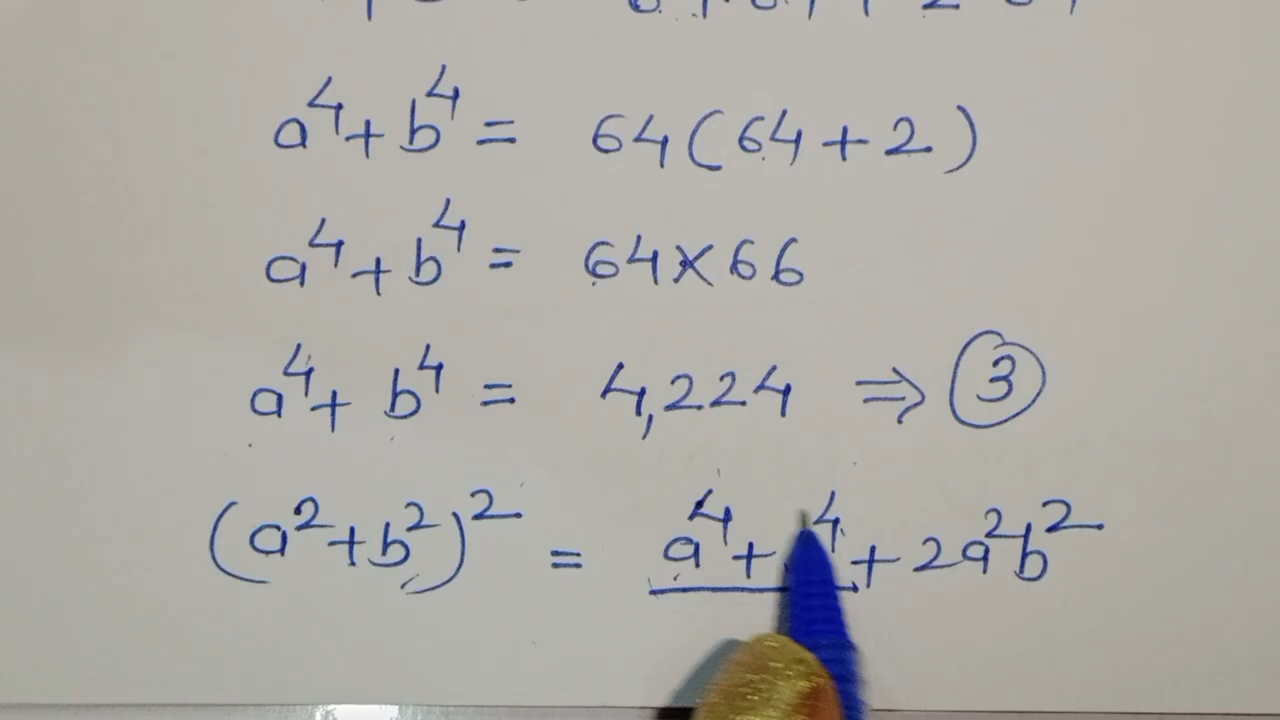 a⁴+b⁴ = 64(64+2)
a⁴+b⁴ = 64×66
a⁴+b⁴ = 4,224 ⇒ ③
(a²+b²)² = a⁴+ ⁴+2a²b²